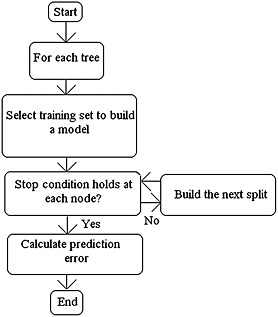 Start
For each tree
Select training set to build
a model
Stop condition holds at
each node?
Build the next split
Yes
No
Calculate prediction
error
End